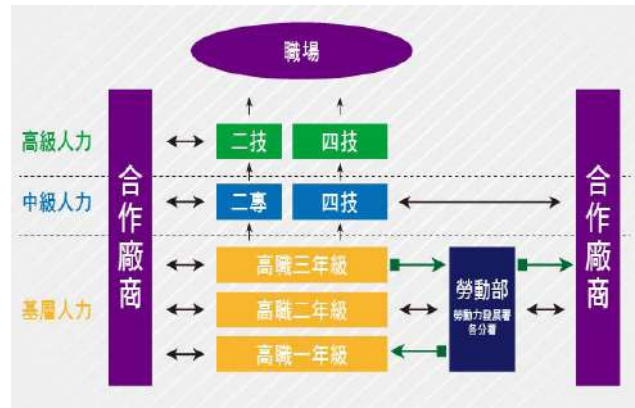 職場
高級人力
二技
四技
中級人力
二專
四技
合作廠商
合作廠商
基層人力
高職三年級
高職二年級
高職一年級
勞動部
勞動力發展署
各分署